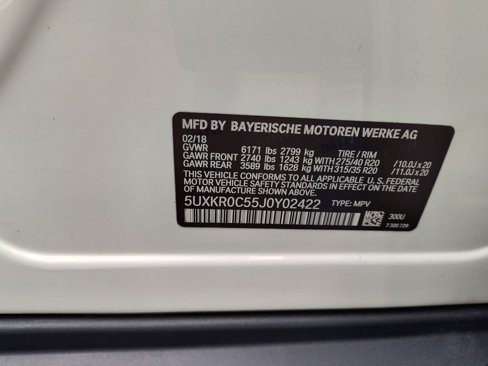 MFD BY BAYERISCHE MOTOREN WERKE AG
02/18
GVWR 6171 lbs 2799 kg TIRE / RIM
GAWR FRONT 2740 lbs 1243 kg WITH 275/40 R20 /10.0J x 20
GAWR REAR 3589 lbs 1628 kg WITH 315/35 R20 /11.0J x 20
THIS VEHICLE CONFORMS TO ALL APPLICABLE FEDERAL
MOTOR VEHICLE SAFETY STANDARDS IN EFFECT ON THE DATE
OF MANUFACTURE SHOWN ABOVE.
5UXKR0C55J0Y02422 TYPE: MPV
300U